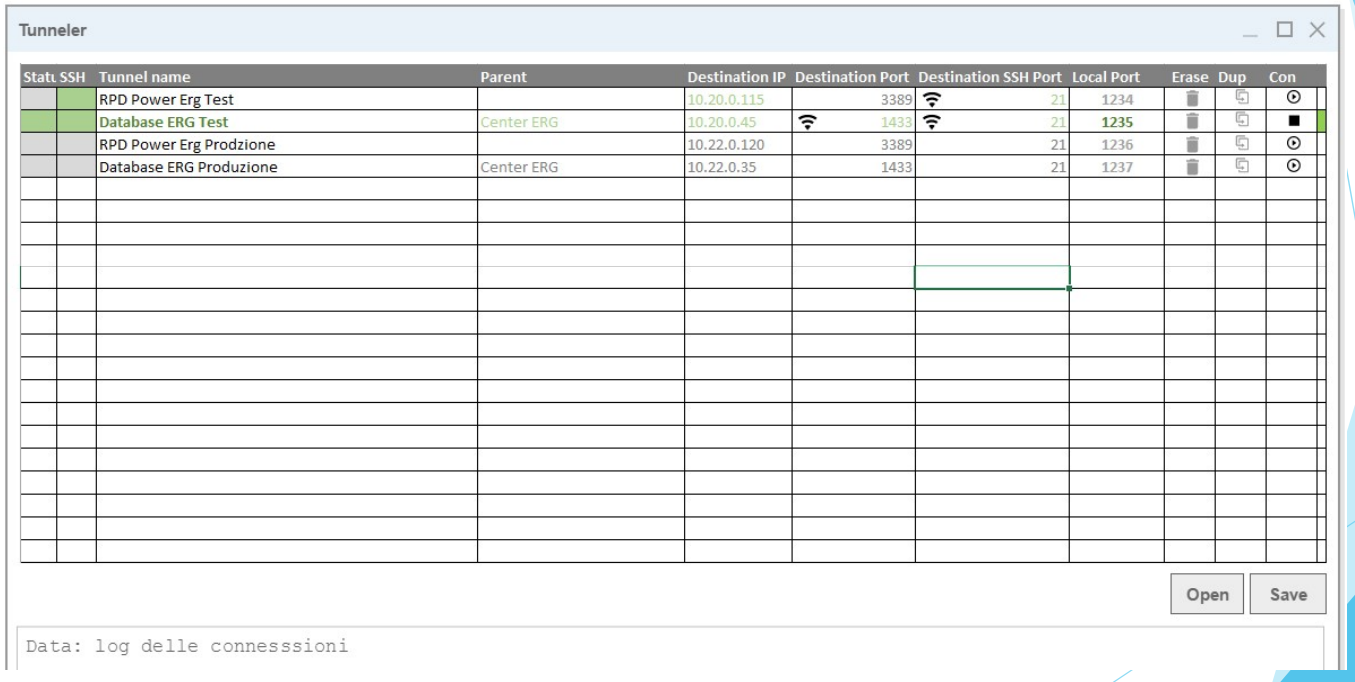 Tunneler
Statu SSH Tunnel name Parent Destination IP Destination Port Destination SSH Port Local Port Erase Dup Con
RPD Power Erg Test 10.20.0.115 3389 21 1234
Database ERG Test Center ERG 10.20.0.45 1433 21 1235
RPD Power Erg Prodzione 10.22.0.120 3389 21 1236
Database ERG Produzione Center ERG 10.22.0.35 1433 21 1237
Open Save
Data: log delle connesssioni